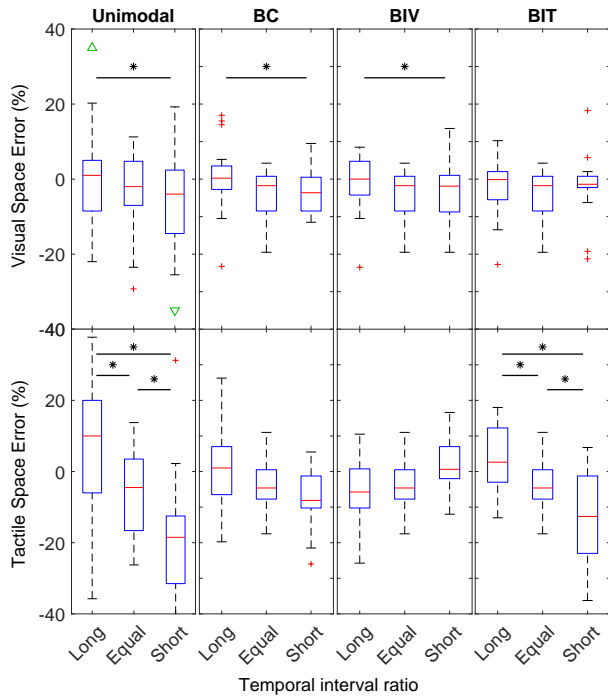 Unimodal BC BIV BIT
Visual Space Error (%)
40
20
0
-20
-40
* * *
Tactile Space Error (%)
40
20
0
-20
-40
* * * * * *
Long Equal Short Long Equal Short Long Equal Short Long Equal Short
Temporal interval ratio